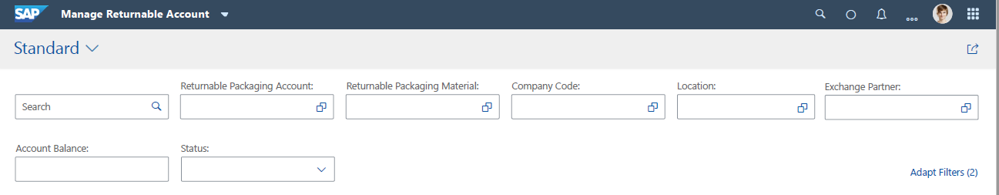 SAP Manage Returnable Account
Standard
Returnable Packaging Account: Returnable Packaging Material: Company Code: Location: Exchange Partner:
Search
Account Balance: Status:
Adapt Filters (2)